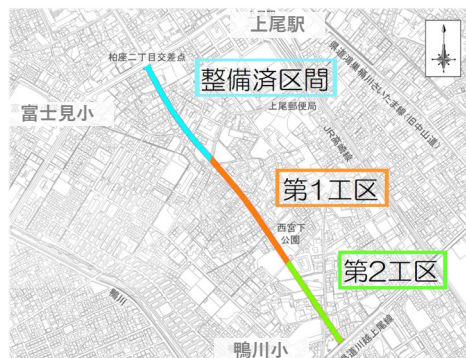 上尾駅
柏座二丁目交差点
整備済区間
富士見小
上尾郵便局
県道鴻巣桶川さいたま線(旧中山道)
JR高崎線
第1工区
西宮下
公園
第2工区
鴨川
鴨川小
道川越上尾線